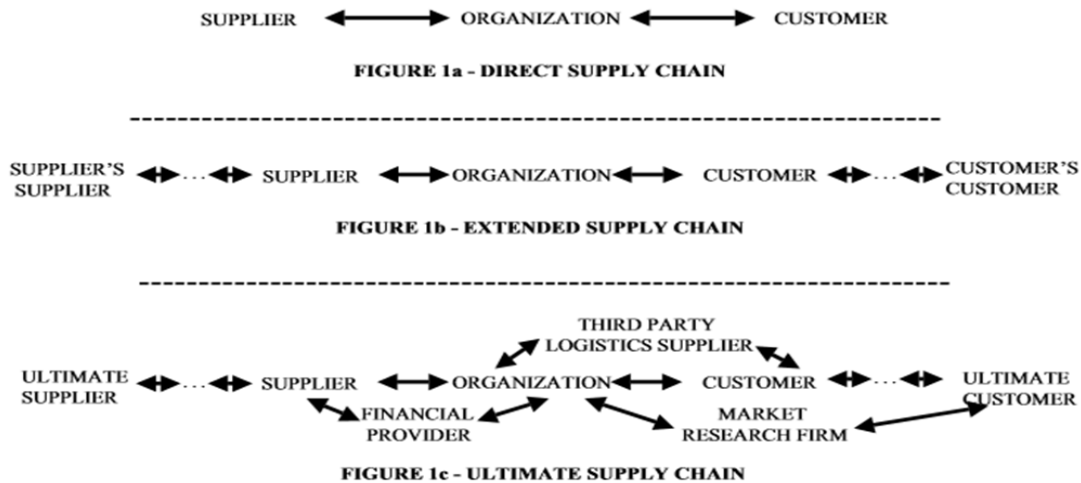 SUPPLIER ORGANIZATION CUSTOMER
FIGURE 1a - DIRECT SUPPLY CHAIN
SUPPLIER'S SUPPLIER ... SUPPLIER ORGANIZATION CUSTOMER ... CUSTOMER'S CUSTOMER
FIGURE 1b - EXTENDED SUPPLY CHAIN
THIRD PARTY
LOGISTICS SUPPLIER
ULTIMATE SUPPLIER ... SUPPLIER ORGANIZATION CUSTOMER ... ULTIMATE CUSTOMER
FINANCIAL
PROVIDER
MARKET
RESEARCH FIRM
FIGURE 1c - ULTIMATE SUPPLY CHAIN